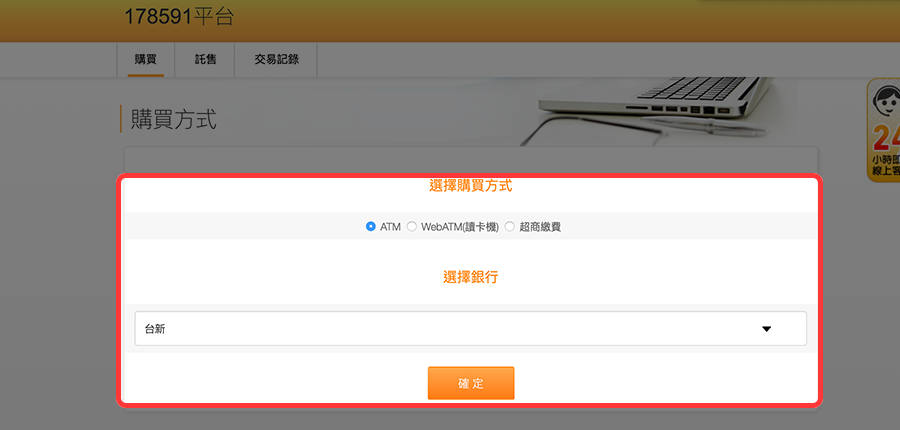 178591平台
購買
託售
交易記錄
購買方式
24
小時即
線上客
選擇購買方式
ATM WebATM(讀卡機) 超商繳費
選擇銀行
台新
確定